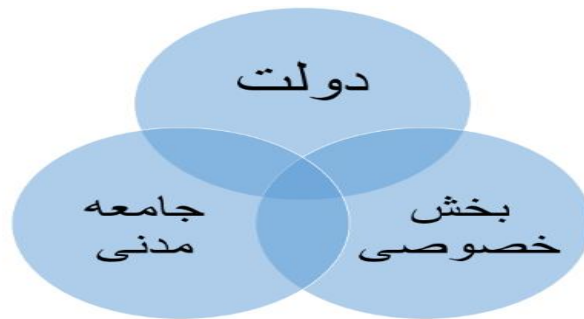 دولت
بخش
خصوصی
جامعه
مدنی